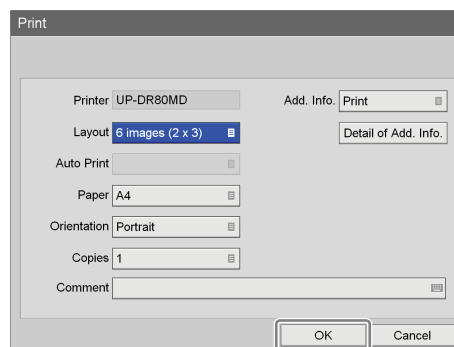 Print
Printer UP-DR80MD Add. Info. Print
Layout 6 images (2 x 3) Detail of Add. Info.
Auto Print
Paper A4
Orientation Portrait
Copies 1
Comment
OK Cancel